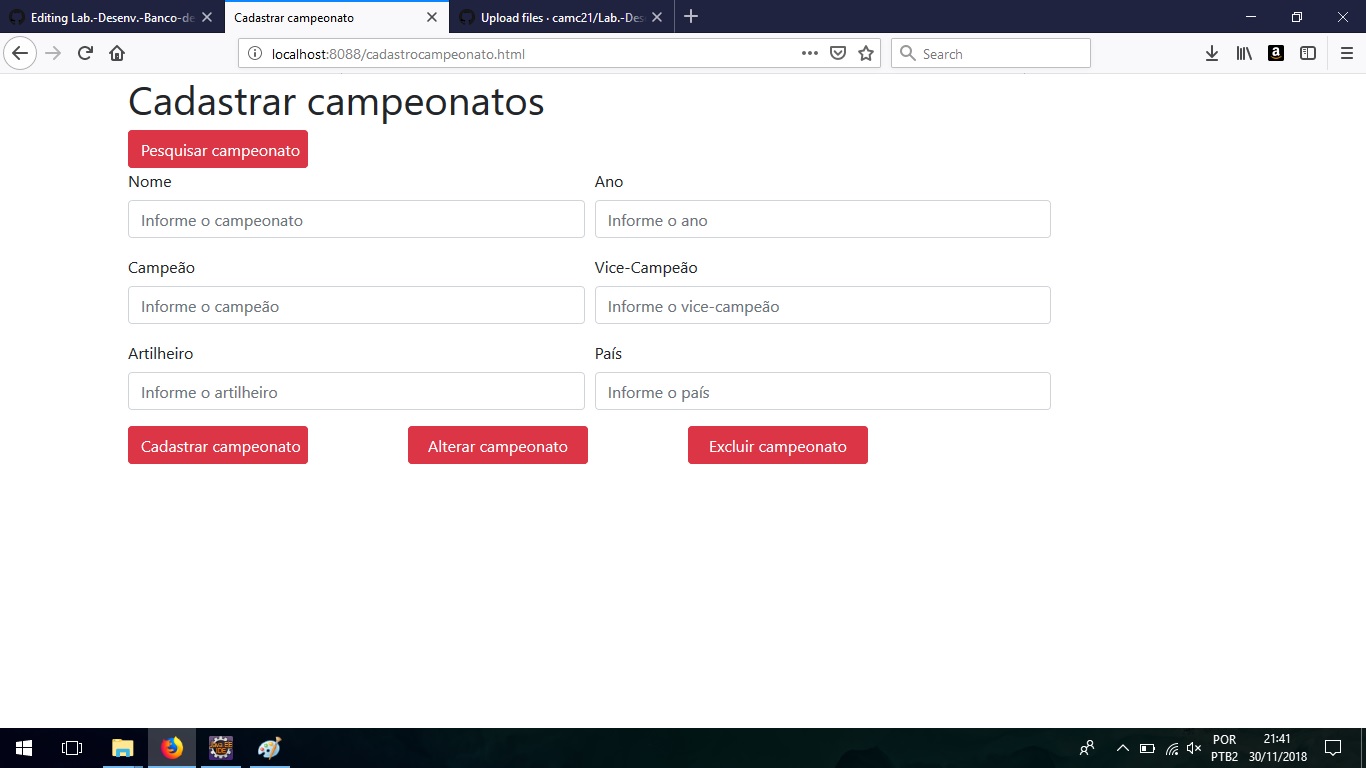 Editing Lab.-Desenv.-Banco-de
Cadastrar campeonato
Upload files · camc21/Lab.-Des
localhost:8088/cadastrocampeonato.html
Search
Cadastrar campeonatos
Pesquisar campeonato
Nome Ano
Informe o campeonato Informe o ano
Campeão Vice-Campeão
Informe o campeão Informe o vice-campeão
Artilheiro País
Informe o artilheiro Informe o país
Cadastrar campeonato Alterar campeonato Excluir campeonato
POR 21:41
PTB2 30/11/2018